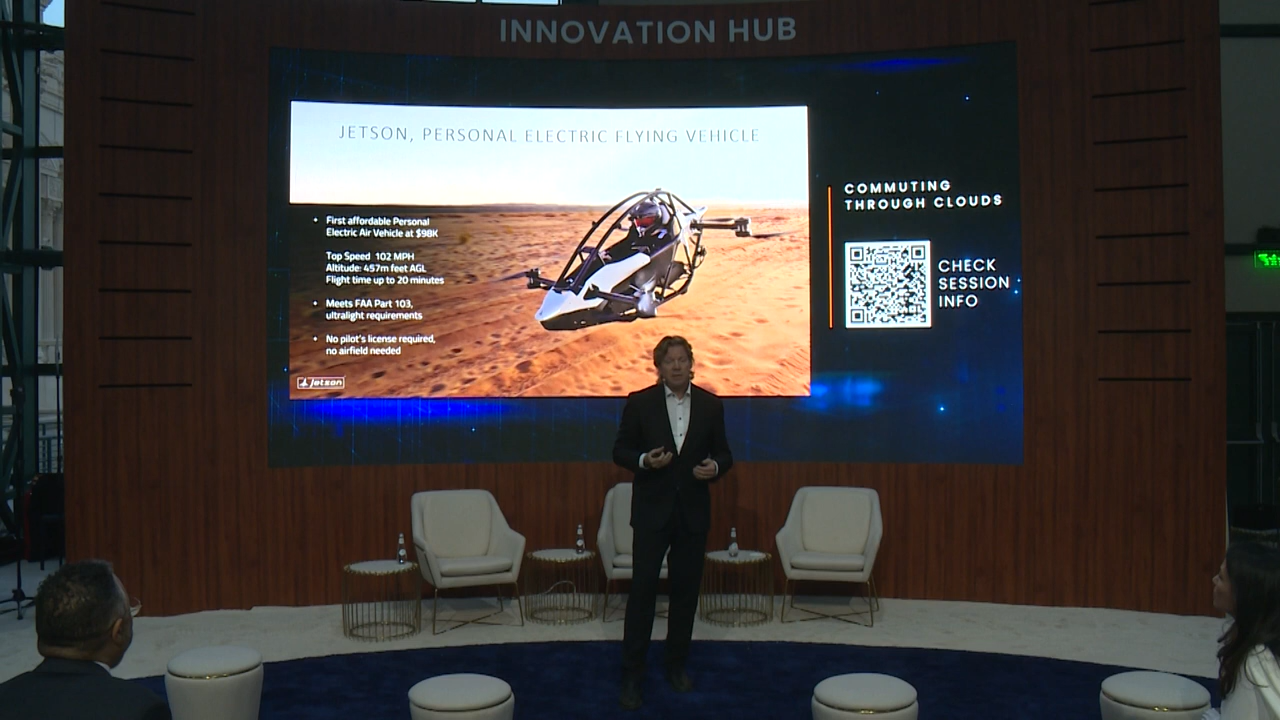 INNOVATION HUB
JETSON, PERSONAL ELECTRIC FLYING VEHICLE
• First affordable Personal
Electric Air Vehicle at $98K
Top Speed 102 MPH
Altitude: 457m feet AGL
Flight time up to 20 minutes
• Meets FAA Part 103,
ultralight requirements
• No pilot's license required,
no airfield needed
Jetson
COMMUTING
THROUGH CLOUDS
CHECK
SESSION
INFO